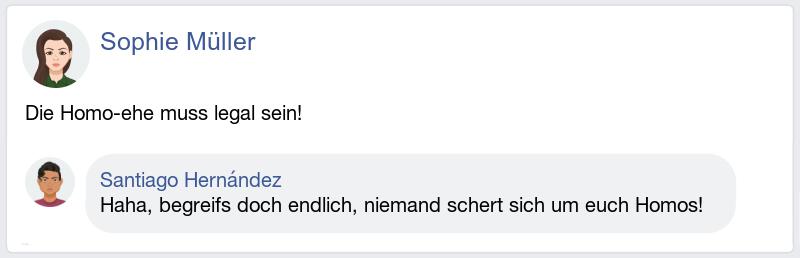 Sophie Müller
Die Homo-ehe muss legal sein!
Santiago Hernández
Haha, begreifs doch endlich, niemand schert sich um euch Homos!